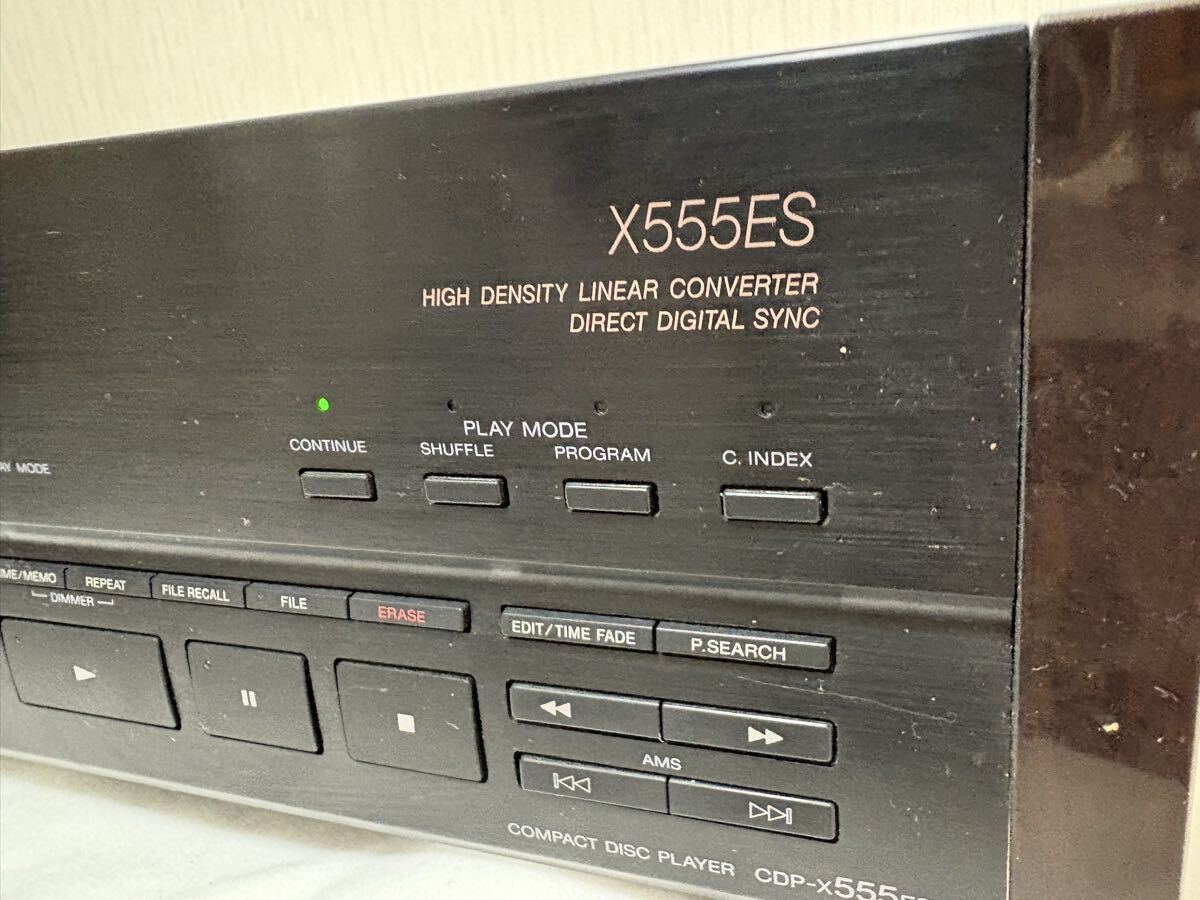 X555ES
HIGH DENSITY LINEAR CONVERTER
DIRECT DIGITAL SYNC
PLAY MODE
CONTINUE SHUFFLE PROGRAM C. INDEX
MODE
REPEAT FILE RECALL FILE ERASE EDIT/TIME FADE P.SEARCH
DIMMER
AMS
COMPACT DISC PLAYER